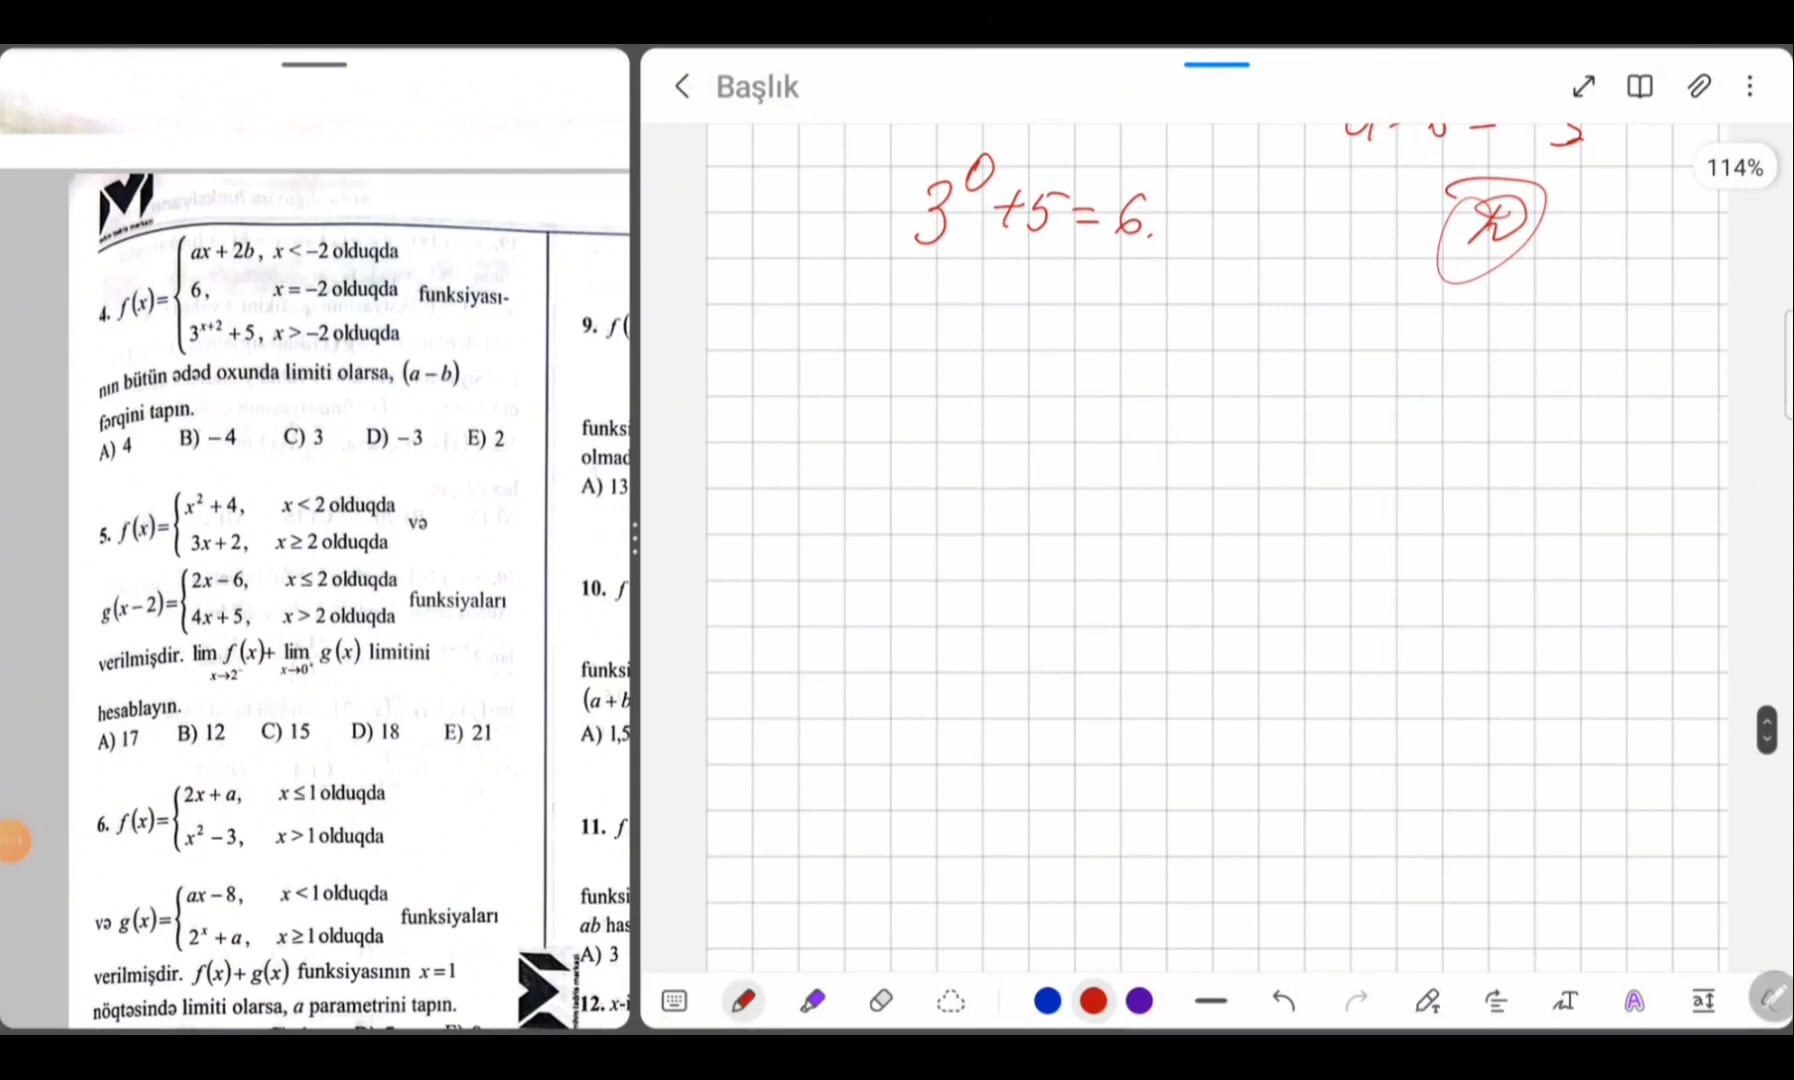 Başlık
114%
4. f(x)= { ax + 2b, x < −2 olduqda
6, x = −2 olduqda funksiyası-
3^{x+2} + 5, x > −2 olduqda
nın bütün ədəd oxunda limiti olarsa, (a − b)
fərqini tapın.
A) 4 B) − 4 C) 3 D) −3 E) 2
5. f(x)= { x² + 4, x < 2 olduqda
3x + 2, x ≥ 2 olduqda və
g(x − 2)= { 2x − 6, x ≤ 2 olduqda
4x + 5, x > 2 olduqda funksiyaları
verilmişdir. lim f(x)+ lim g(x) limitini
x→2⁻ x→0⁺
hesablayın.
A) 17 B) 12 C) 15 D) 18 E) 21
6. f(x)= { 2x + a, x ≤ 1 olduqda
x² − 3, x > 1 olduqda
və g(x)= { ax − 8, x < 1 olduqda
2^x + a, x ≥ 1 olduqda funksiyaları
verilmişdir. f(x)+ g(x) funksiyasının x = 1
nöqtəsində limiti olarsa, a parametrini tapın.
9. f(
funksi
olmad
A) 13
10. f
funksi
(a + b
A) 1,5
11. f
funksi
ab has
A) 3
12. x-i
3⁰ + 5 = 6.